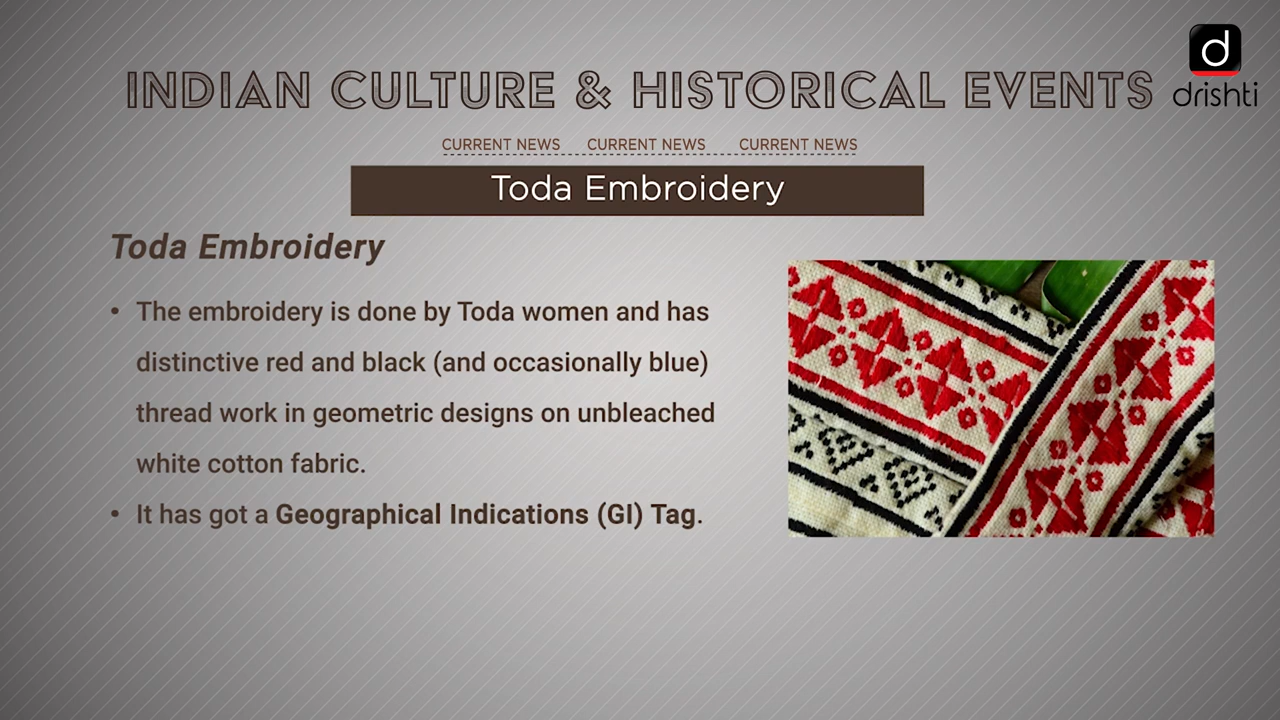 INDIAN CULTURE & HISTORICAL EVENTS
d
drishti
CURRENT NEWS CURRENT NEWS CURRENT NEWS
Toda Embroidery
Toda Embroidery
• The embroidery is done by Toda women and has
distinctive red and black (and occasionally blue)
thread work in geometric designs on unbleached
white cotton fabric.
• It has got a Geographical Indications (GI) Tag.